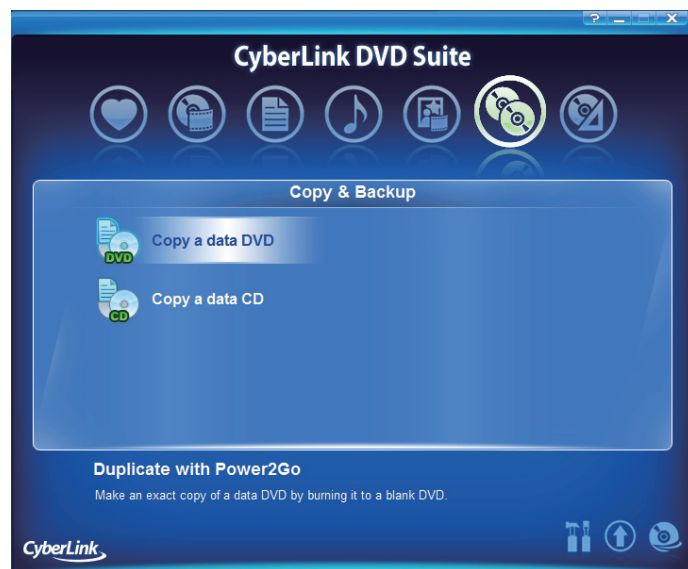 CyberLink DVD Suite
Copy & Backup
DVD
Copy a data DVD
CD
Copy a data CD
Duplicate with Power2Go
Make an exact copy of a data DVD by burning it to a blank DVD.
CyberLink